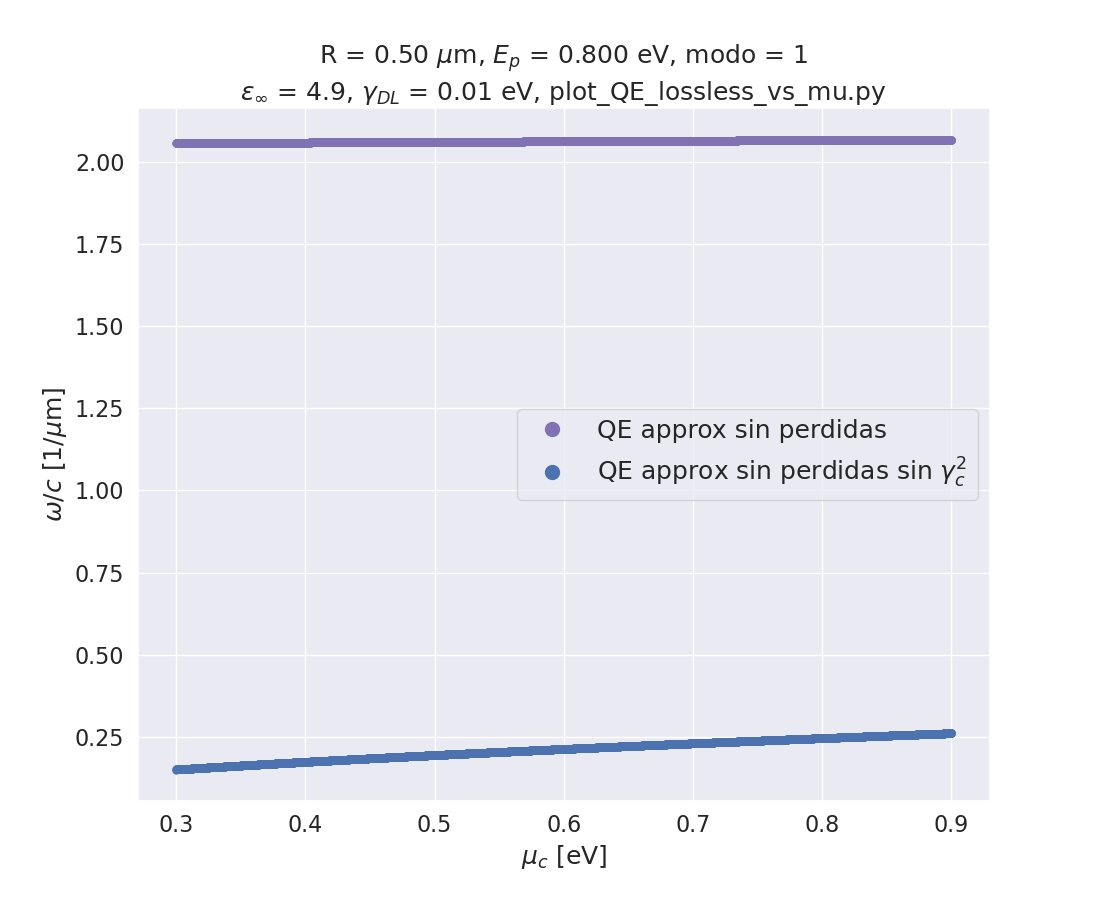 R = 0.50 μm, E_p = 0.800 eV, modo = 1
ε_∞ = 4.9, γ_DL = 0.01 eV, plot_QE_lossless_vs_mu.py
2.00
1.75
1.50
1.25
1.00
0.75
0.50
0.25
ω/c [1/μm]
QE approx sin perdidas
QE approx sin perdidas sin γ_c^2
0.3 0.4 0.5 0.6 0.7 0.8 0.9
μ_c [eV]